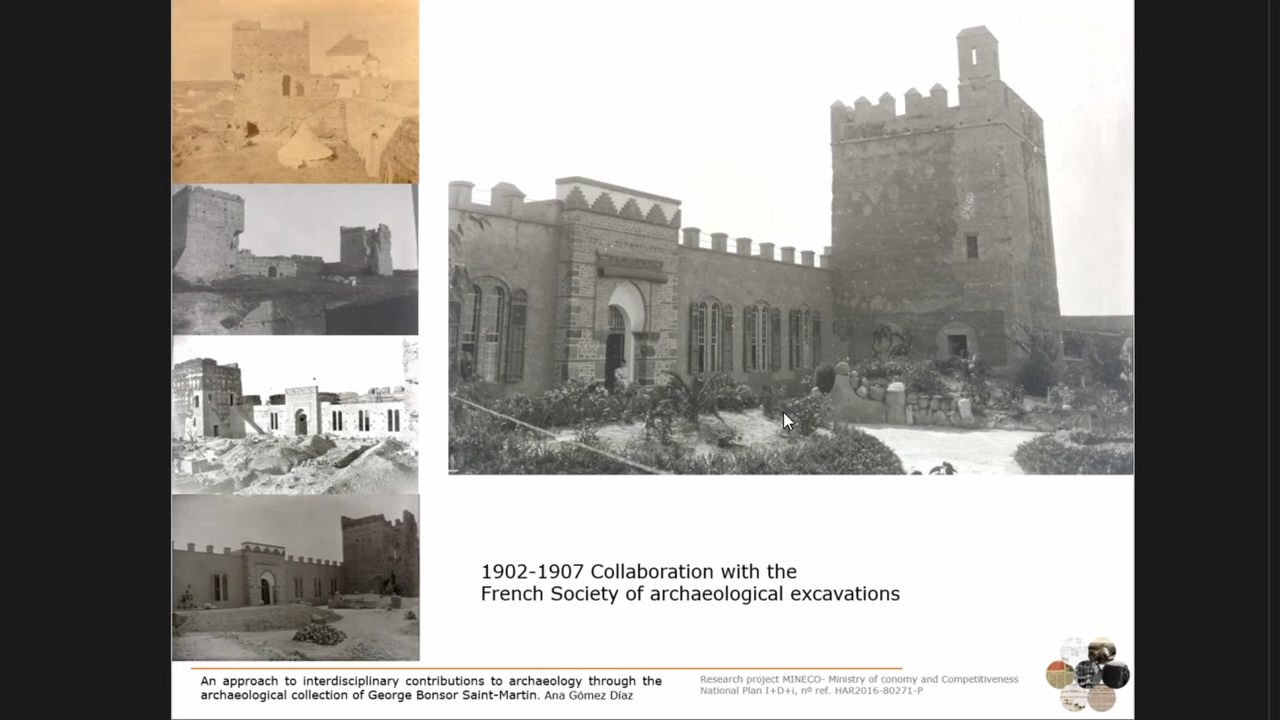 1902-1907 Collaboration with the
French Society of archaeological excavations
An approach to interdisciplinary contributions to archaeology through the
archaeological collection of George Bonsor Saint-Martin. Ana Gómez Díaz
Research project MINECO- Ministry of conomy and Competitiveness
National Plan I+D+i, nº ref. HAR2016-80271-P